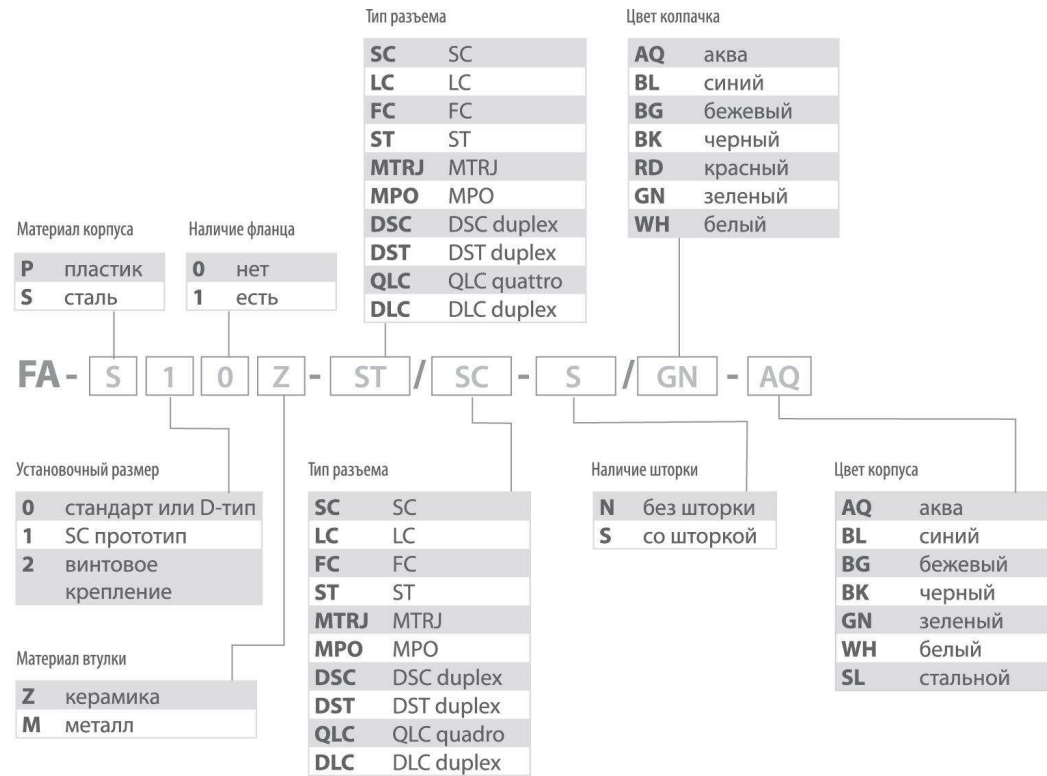 Тип разъема
SC SC
LC LC
FC FC
ST ST
MTRJ MTRJ
MPO MPO
DSC DSC duplex
DST DST duplex
QLC QLC quattro
DLC DLC duplex
Цвет колпачка
AQ аква
BL синий
BG бежевый
BK черный
RD красный
GN зеленый
WH белый
Материал корпуса
P пластик
S сталь
Наличие фланца
0 нет
1 есть
FA- S 1 0 Z - ST / SC - S / GN - AQ
Установочный размер
0 стандарт или D-тип
1 SC прототип
2 винтовое
крепление
Материал втулки
Z керамика
M металл
Тип разъема
SC SC
LC LC
FC FC
ST ST
MTRJ MTRJ
MPO MPO
DSC DSC duplex
DST DST duplex
QLC QLC quadro
DLC DLC duplex
Наличие шторки
N без шторки
S со шторкой
Цвет корпуса
AQ аква
BL синий
BG бежевый
BK черный
GN зеленый
WH белый
SL стальной